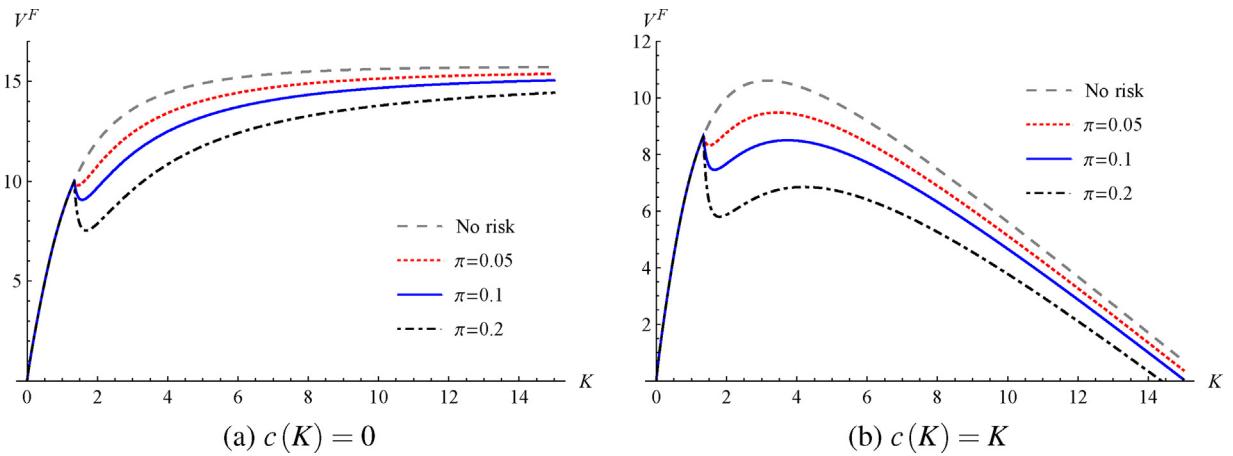 V^F
15
10
5
0 2 4 6 8 10 12 14 K
No risk
π=0.05
π=0.1
π=0.2
(a) c(K) = 0
V^F
12
10
8
6
4
2
0 2 4 6 8 10 12 14 K
No risk
π=0.05
π=0.1
π=0.2
(b) c(K) = K